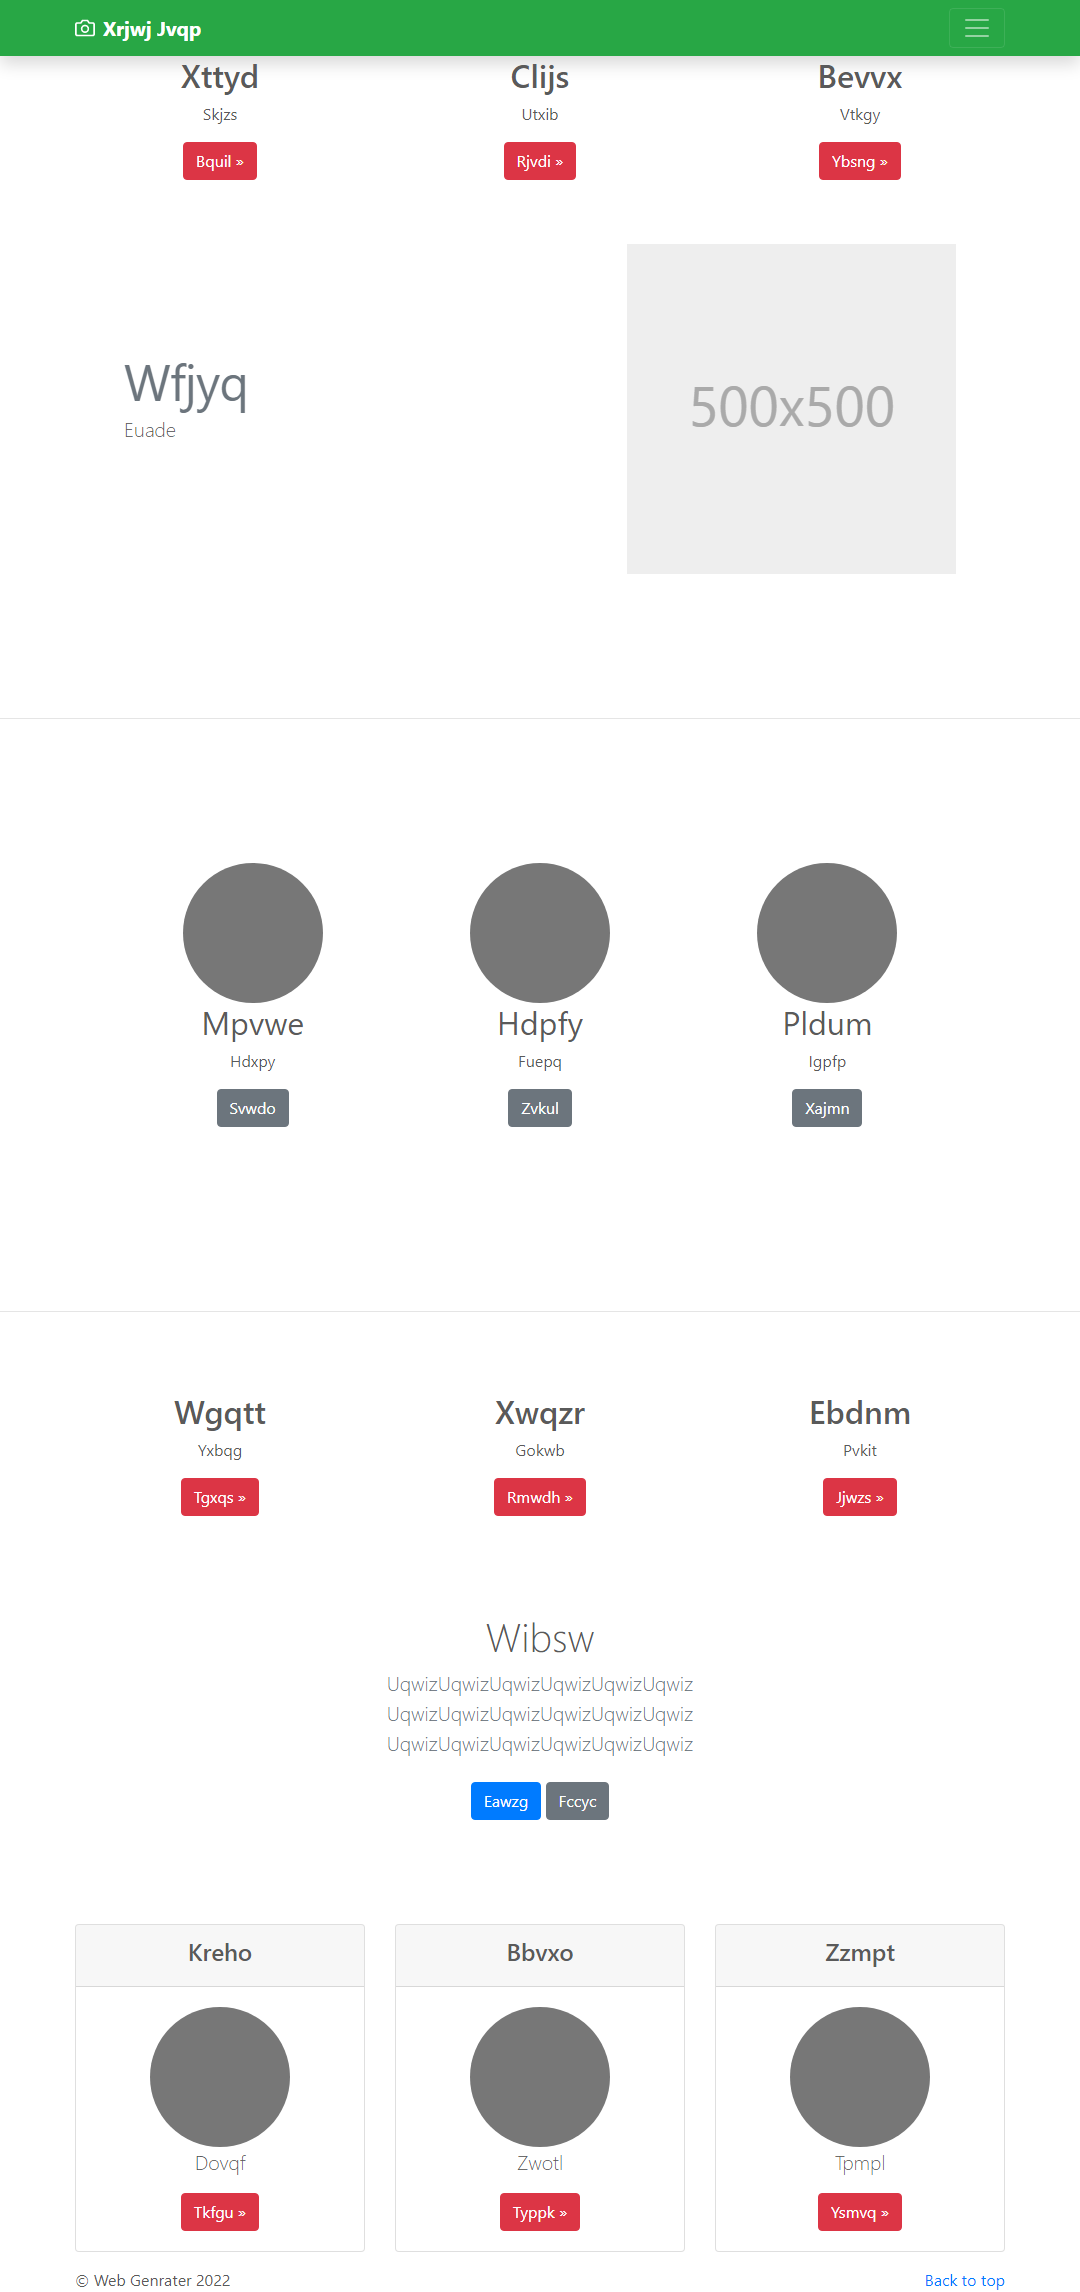 Xrjwj Jvqp
Xttyd
Clijs
Bevvx
Skjzs
Utxib
Vtkgy
Bquil »
Rjvdi »
Ybsng »
Wfjyq
Euade
500x500
Mpvwe
Hdpfy
Pldum
Hdxpy
Fuepq
Igpfp
Svwdo
Zvkul
Xajmn
Wgqtt
Xwqzr
Ebdnm
Yxbqg
Gokwb
Pvkit
Tgxqs »
Rmwdh »
Jjwzs »
Wibsw
UqwizUqwizUqwizUqwizUqwizUqwiz
UqwizUqwizUqwizUqwizUqwizUqwiz
UqwizUqwizUqwizUqwizUqwizUqwiz
Eawzg
Fccyc
Kreho
Bbvxo
Zzmpt
Dovqf
Zwotl
Tpmpl
Tkfgu »
Typpk »
Ysmvq »
© Web Genrater 2022
Back to top